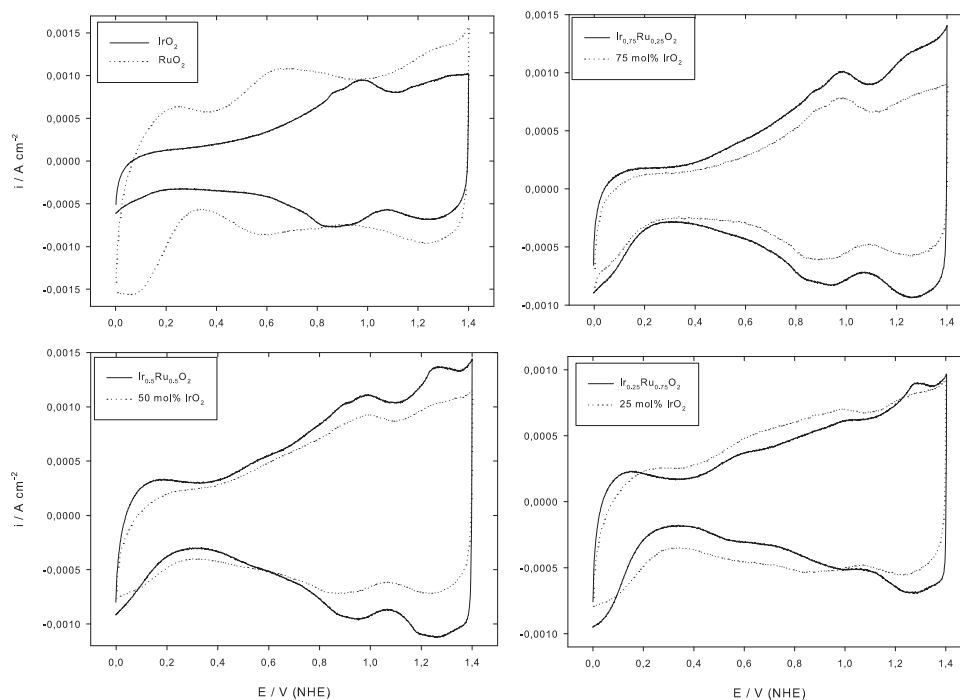 0,0015
IrO2
RuO2
0,0010
0,0005
0,0000
-0,0005
-0,0010
-0,0015
i / A cm-2
0,0 0,2 0,4 0,6 0,8 1,0 1,2 1,4
0,0015
Ir0,75Ru0,25O2
75 mol% IrO2
0,0010
0,0005
0,0000
-0,0005
-0,0010
0,0 0,2 0,4 0,6 0,8 1,0 1,2 1,4
0,0015
Ir0.5Ru0.5O2
50 mol% IrO2
0,0010
0,0005
0,0000
-0,0005
-0,0010
i / A cm-2
0,0 0,2 0,4 0,6 0,8 1,0 1,2 1,4
E / V (NHE)
0,0010
Ir0.25Ru0.75O2
25 mol% IrO2
0,0005
0,0000
-0,0005
-0,0010
0,0 0,2 0,4 0,6 0,8 1,0 1,2 1,4
E / V (NHE)